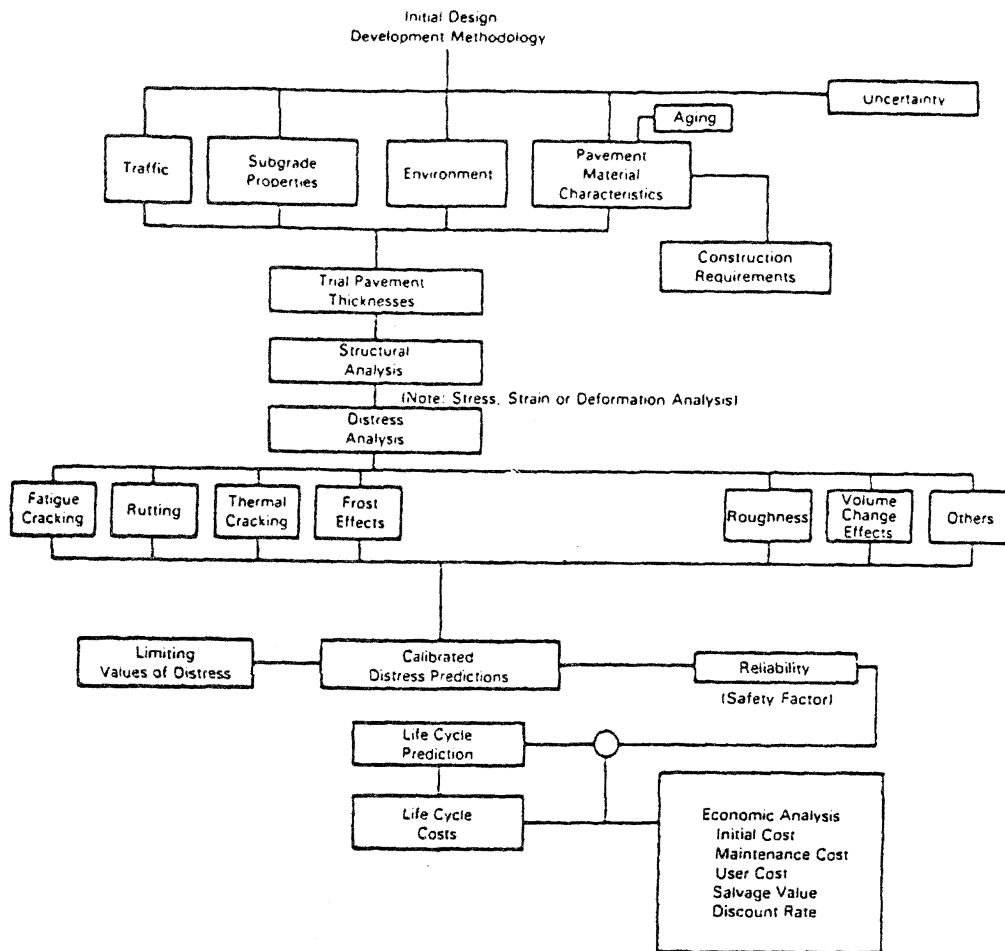 Initial Design
Development Methodology
Uncertainty
Aging
Traffic
Subgrade
Properties
Environment
Pavement
Material
Characteristics
Construction
Requirements
Trial Pavement
Thicknesses
Structural
Analysis
(Note: Stress, Strain or Deformation Analysis)
Distress
Analysis
Fatigue
Cracking
Rutting
Thermal
Cracking
Frost
Effects
Roughness
Volume
Change
Effects
Others
Limiting
Values of Distress
Calibrated
Distress Predictions
Reliability
(Safety Factor)
Life Cycle
Prediction
Life Cycle
Costs
Economic Analysis
Initial Cost
Maintenance Cost
User Cost
Salvage Value
Discount Rate